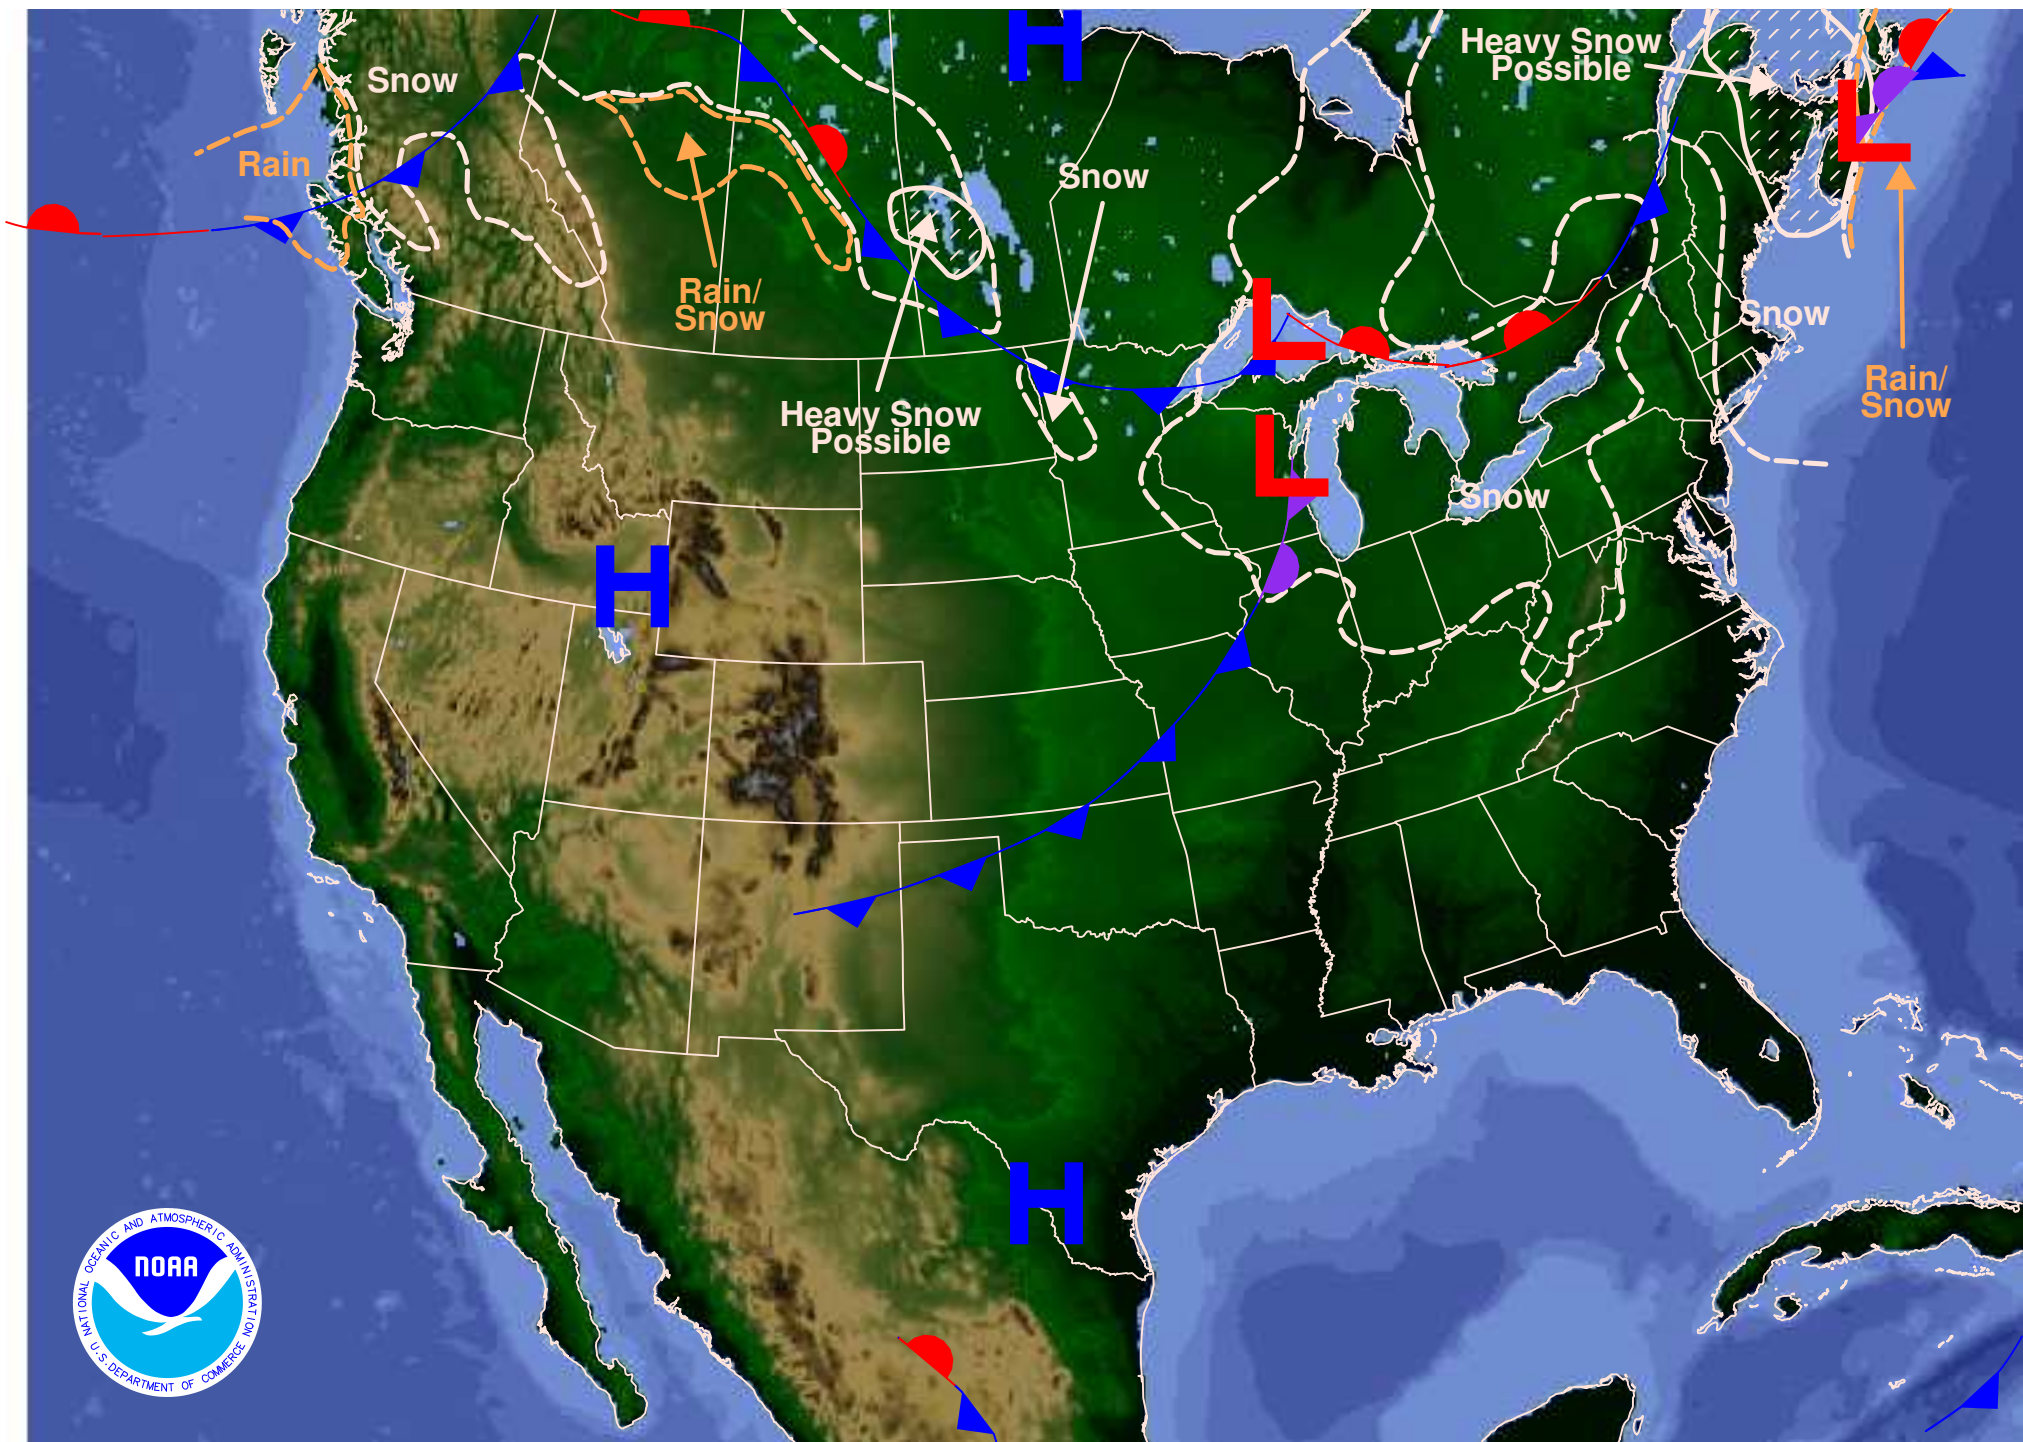 H
Heavy Snow
Possible
Snow
L
Rain
Snow
Rain/
Snow
L
Snow
Rain/
Snow
Heavy Snow
Possible
L
Snow
H
H
NATIONAL OCEANIC AND ATMOSPHERIC ADMINISTRATION
NOAA
U.S. DEPARTMENT OF COMMERCE